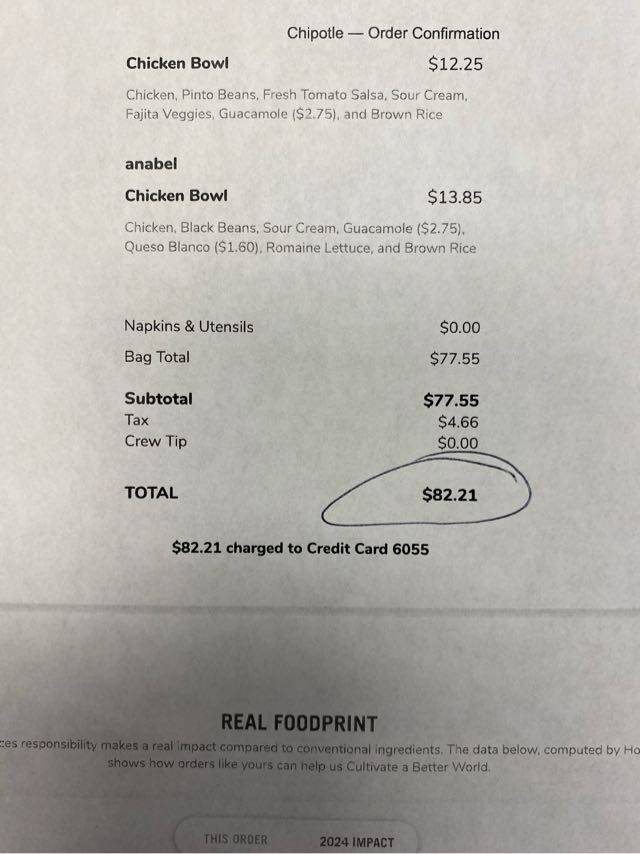 Chipotle — Order Confirmation
Chicken Bowl $12.25
Chicken, Pinto Beans, Fresh Tomato Salsa, Sour Cream,
Fajita Veggies, Guacamole ($2.75), and Brown Rice
anabel
Chicken Bowl $13.85
Chicken, Black Beans, Sour Cream, Guacamole ($2.75),
Queso Blanco ($1.60), Romaine Lettuce, and Brown Rice
Napkins & Utensils $0.00
Bag Total $77.55
Subtotal $77.55
Tax $4.66
Crew Tip $0.00
TOTAL $82.21
$82.21 charged to Credit Card 6055
REAL FOODPRINT
responsibility makes a real impact compared to conventional ingredients. The data below, computed by
shows how orders like yours can help us Cultivate a Better World.
THIS ORDER 2024 IMPACT